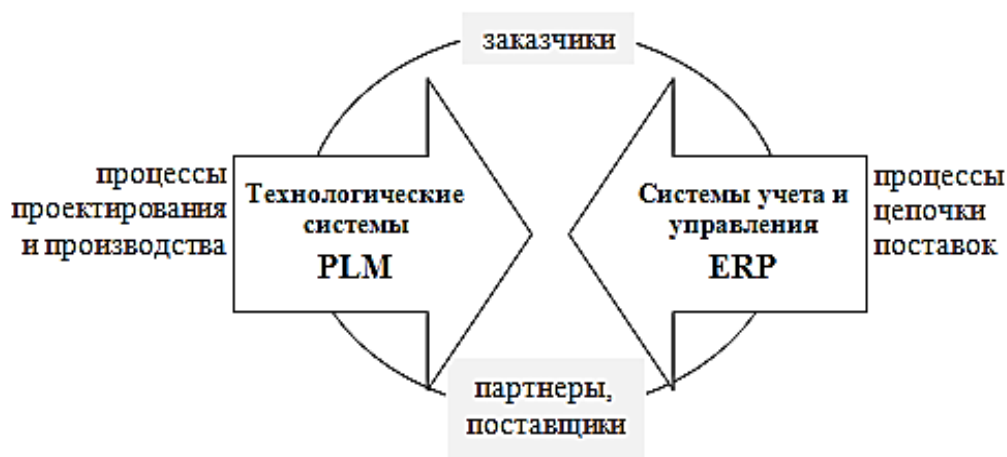 заказчики
процессы
проектирования
и производства
Технологические
системы
PLM
Системы учета и
управления
ERP
процессы
цепочки
поставок
партнеры,
поставщики